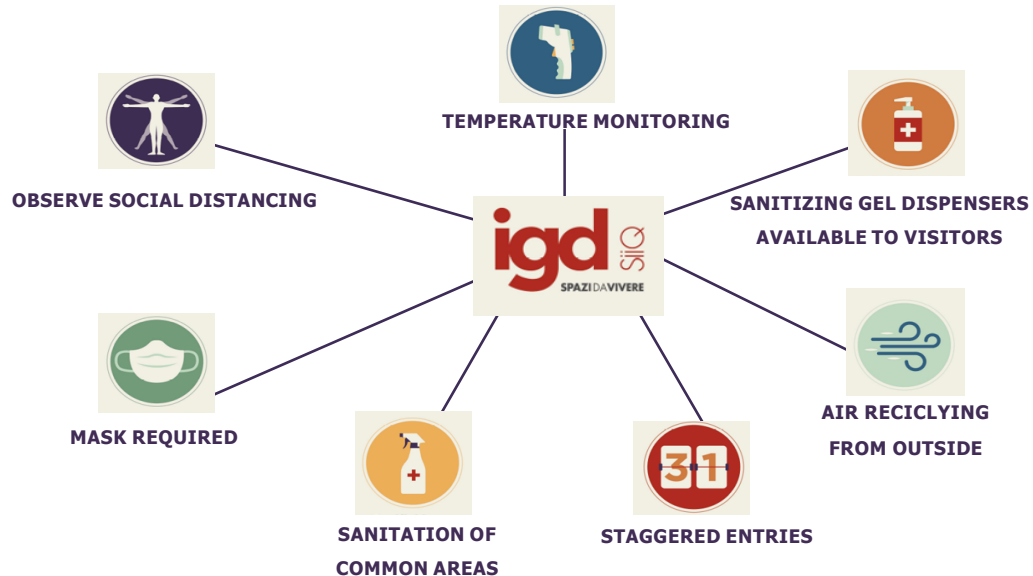 TEMPERATURE MONITORING
OBSERVE SOCIAL DISTANCING
SANITIZING GEL DISPENSERS
AVAILABLE TO VISITORS
igd SIIQ
SPAZI DA VIVERE
MASK REQUIRED
AIR RECICLYING
FROM OUTSIDE
31
SANITATION OF
COMMON AREAS
STAGGERED ENTRIES